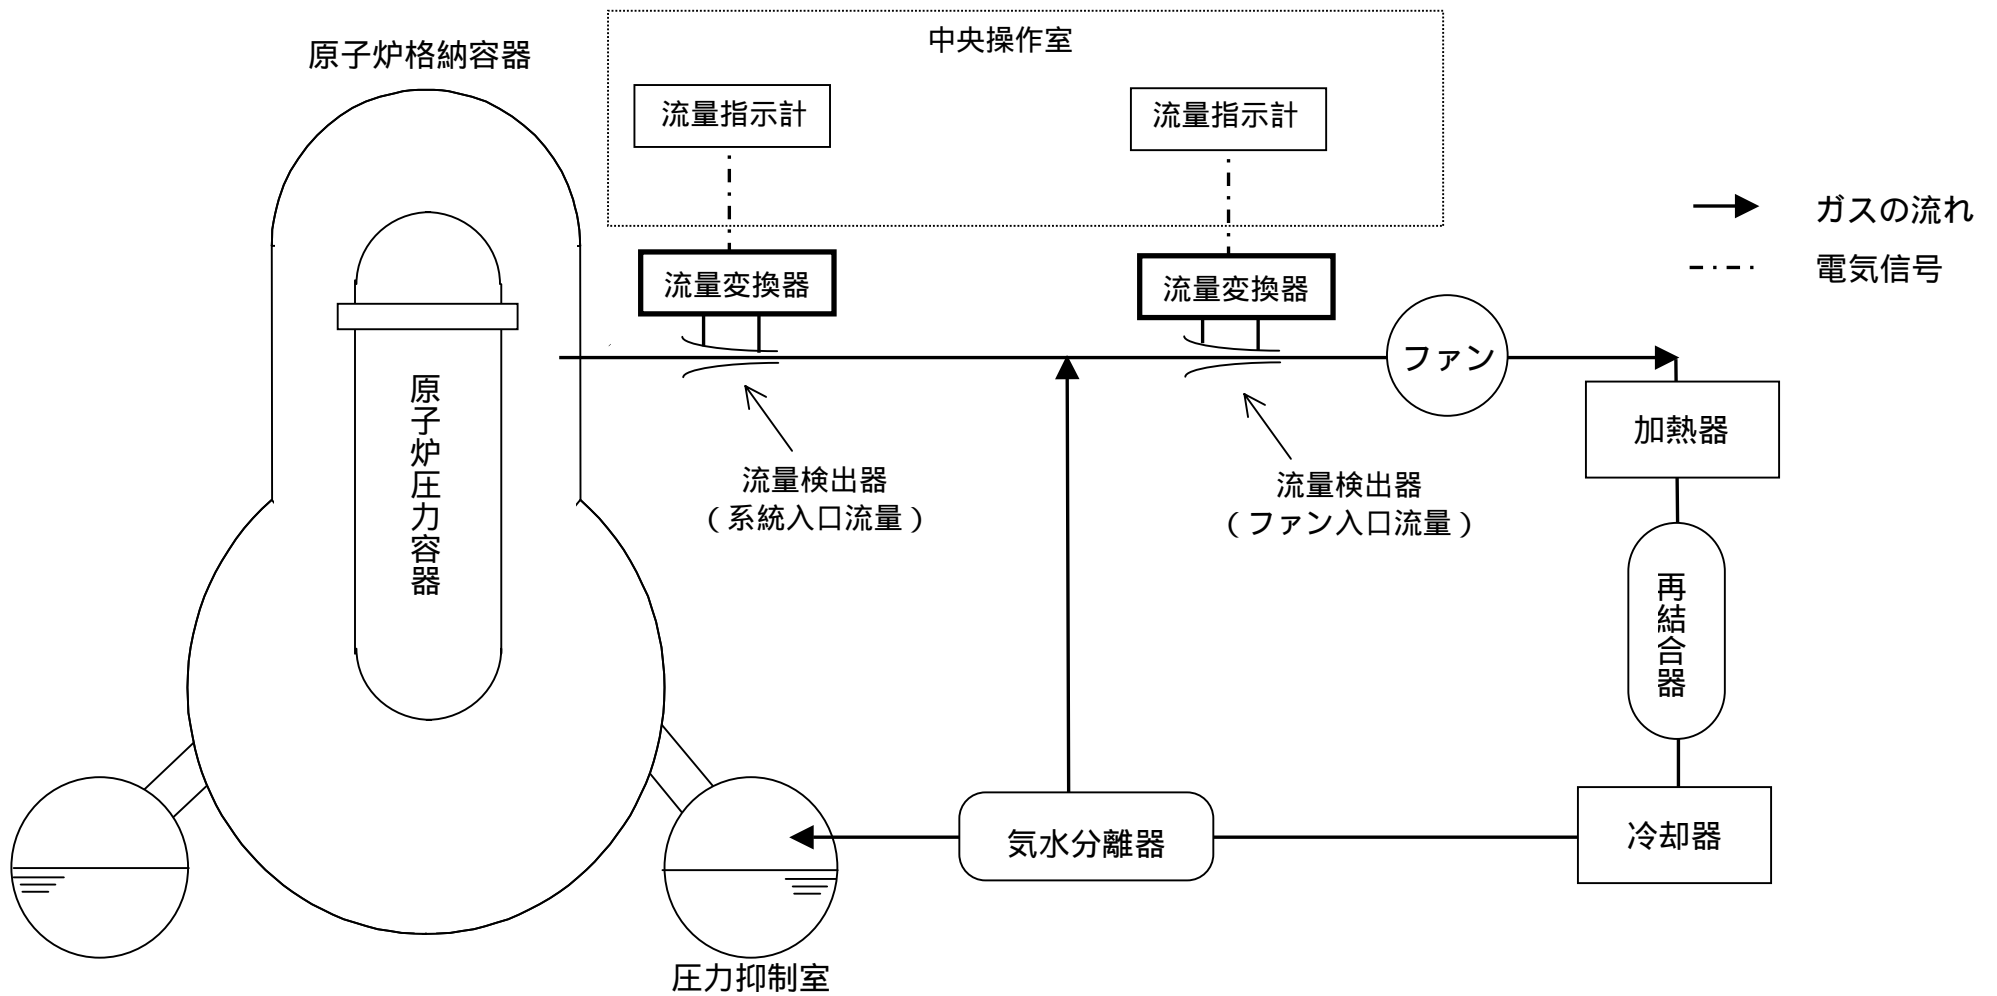 原子炉格納容器
中央操作室
流量指示計
流量指示計
ガスの流れ
電気信号
流量変換器
流量変換器
ファン
原子炉圧力容器
加熱器
流量検出器
(系統入口流量)
流量検出器
(ファン入口流量)
再結合器
気水分離器
冷却器
圧力抑制室